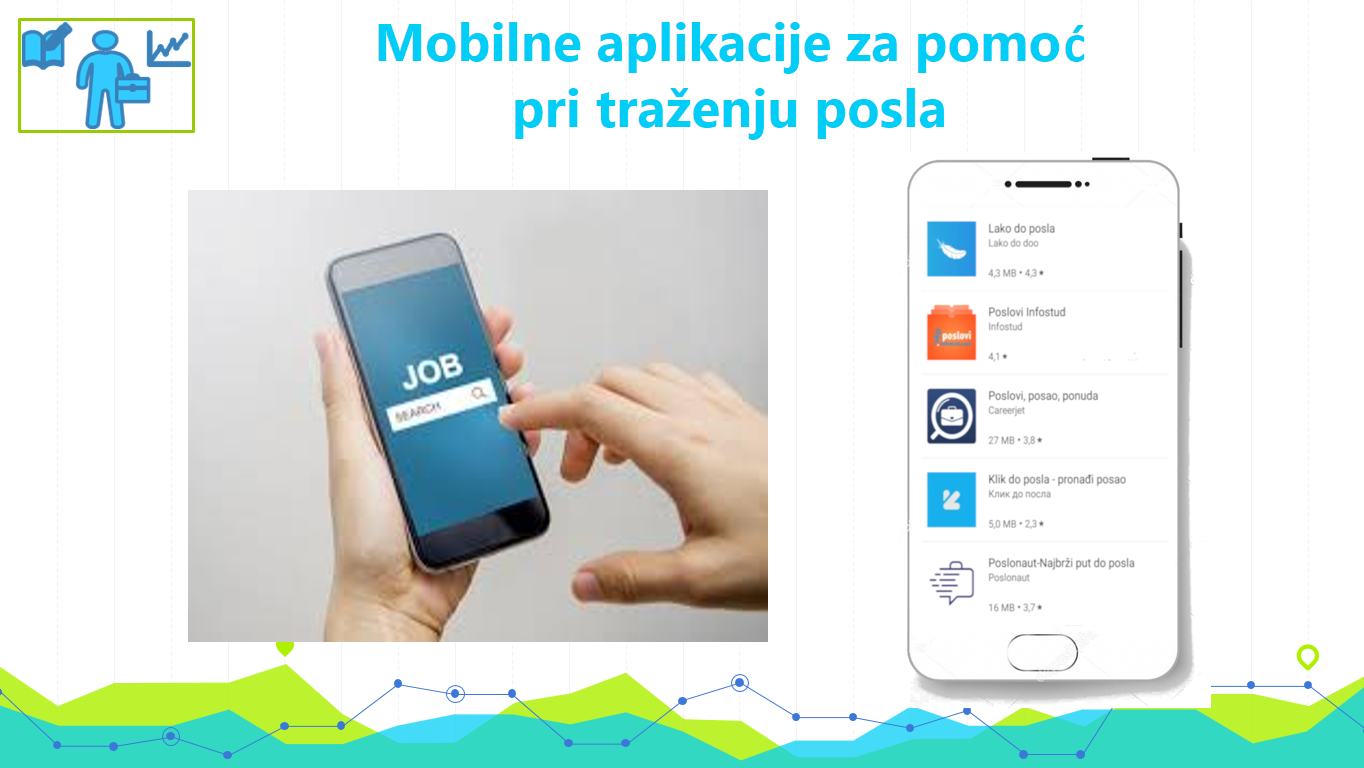 Mobilne aplikacije za pomoć
pri traženju posla
JOB
SEARCH
Lako do posla
Lako do doo
4,3 MB • 4,3 ★
Poslovi Infostud
Infostud
poslovi
4,1 ★
Poslovi, posao, ponuda
Careerjet
27 MB • 3,8 ★
Klik do posla - pronađi posao
Клик до посла
5,0 MB • 2,3 ★
Poslonaut-Najbrži put do posla
Poslonaut
16 MB • 3,7 ★